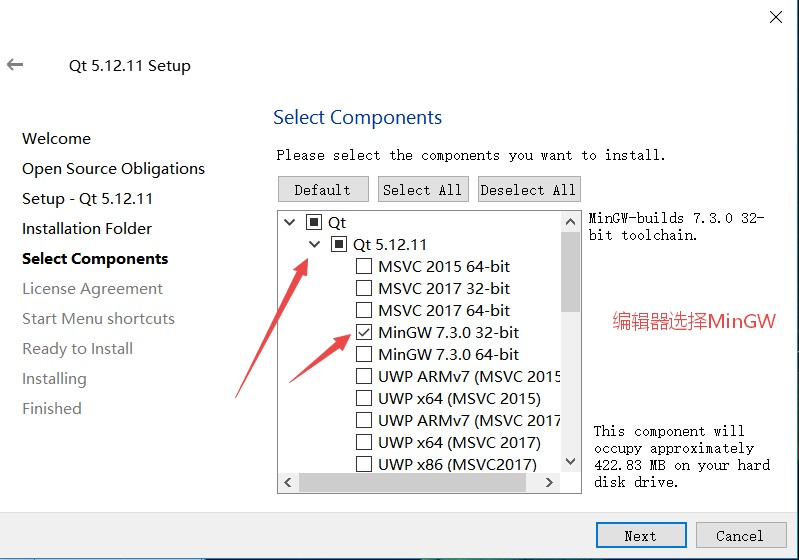 Qt 5.12.11 Setup
Welcome
Open Source Obligations
Setup - Qt 5.12.11
Installation Folder
Select Components
License Agreement
Start Menu shortcuts
Ready to Install
Installing
Finished
Select Components
Please select the components you want to install.
Default
Select All
Deselect All
Qt
Qt 5.12.11
MSVC 2015 64-bit
MSVC 2017 32-bit
MSVC 2017 64-bit
MinGW 7.3.0 32-bit
MinGW 7.3.0 64-bit
UWP ARMv7 (MSVC 2015
UWP x64 (MSVC 2015)
UWP ARMv7 (MSVC 2017
UWP x64 (MSVC 2017)
UWP x86 (MSVC2017)
MinGW-builds 7.3.0 32-
bit toolchain.
编辑器选择MinGW
This component will
occupy approximately
422.83 MB on your hard
disk drive.
Next
Cancel